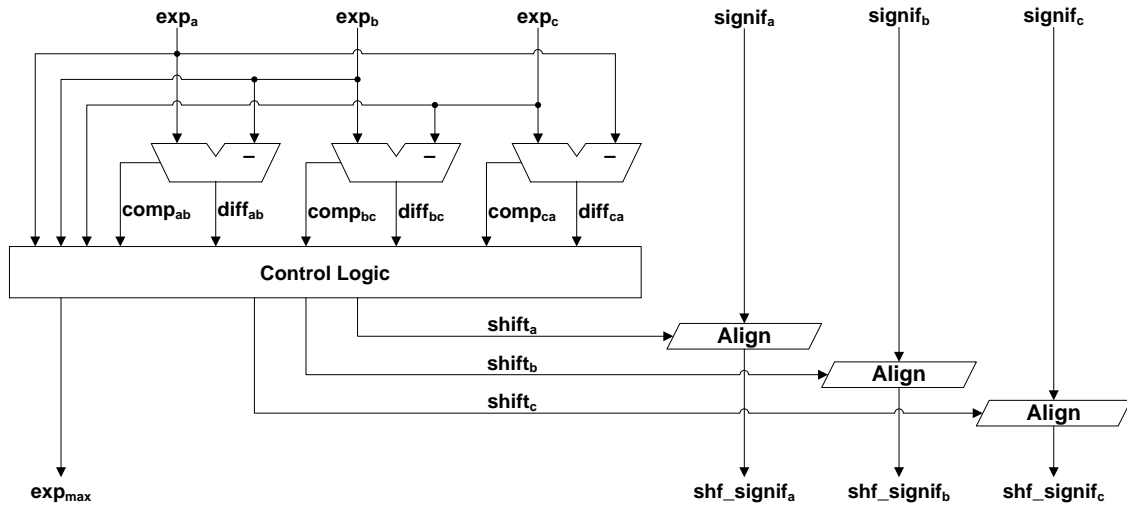 exp_a exp_b exp_c signif_a signif_b signif_c
− − −
comp_ab diff_ab comp_bc diff_bc comp_ca diff_ca
Control Logic
shift_a Align
shift_b Align
shift_c Align
exp_max shf_signif_a shf_signif_b shf_signif_c